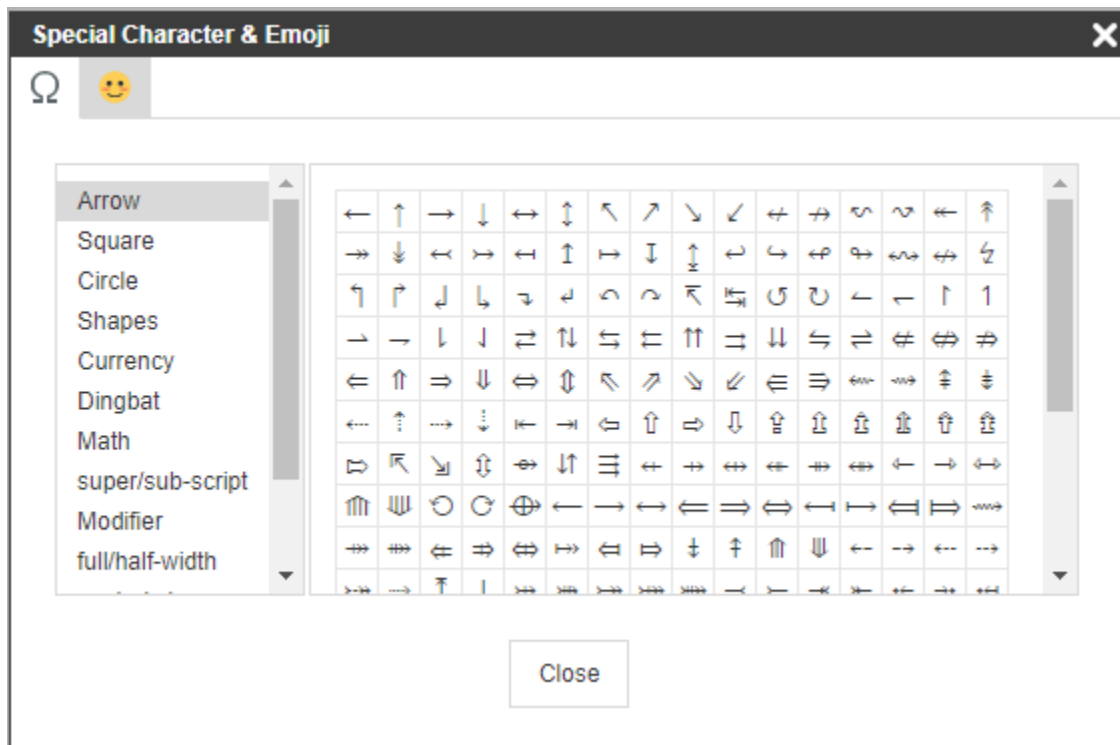 Special Character & Emoji
Ω
Arrow
Square
Circle
Shapes
Currency
Dingbat
Math
super/sub-script
Modifier
full/half-width
← ↑ → ↓ ↔ ↕ ↖ ↗ ↘ ↙ ↚ ↛ ↜ ↝ ↞ ↟
↠ ↡ ↢ ↣ ↤ ↥ ↦ ↧ ↨ ↩ ↪ ↫ ↬ ↭ ↮ ↯
↰ ↱ ↲ ↳ ↴ ↵ ↶ ↷ ↸ ↹ ↺ ↻ ↼ ↽ ↾ ↿
⇀ ⇁ ⇂ ⇃ ⇄ ⇅ ⇆ ⇇ ⇈ ⇉ ⇊ ⇋ ⇌ ⇍ ⇎ ⇏
⇐ ⇑ ⇒ ⇓ ⇔ ⇕ ⇖ ⇗ ⇘ ⇙ ⇚ ⇛ ⇜ ⇝ ⇞ ⇟
⇠ ⇡ ⇢ ⇣ ⇤ ⇥ ⇦ ⇧ ⇨ ⇩ ⇪ ⇫ ⇬ ⇭ ⇮ ⇯
⇰ ⇱ ⇲ ⇳ ⇴ ⇵ ⇶ ⇷ ⇸ ⇹ ⇺ ⇻ ⇼ ⇽ ⇾ ⇿
⟰ ⟱ ⟲ ⟳ ⟴ ⟵ ⟶ ⟷ ⟸ ⟹ ⟺ ⟻ ⟼ ⟽ ⟾ ⟿
⤀ ⤁ ⤂ ⤃ ⤄ ⤅ ⤆ ⤇ ⤈ ⤉ ⤊ ⤋ ⤌ ⤍ ⤎ ⤏
Close